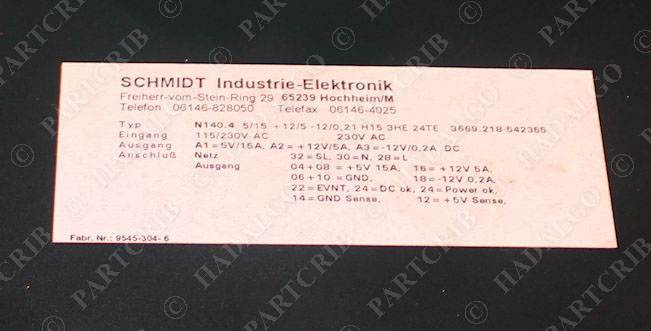 SCHMIDT Industrie-Elektronik
Freiherr-vom-Stein-Ring 29 65239 Hochheim/M
Telefon 06146-828050 Telefax 06146-4025
Typ N140.4 5/15 +12/5 -12/0,21 H15 3HE 24TE 3669.218-542355
Eingang 115/230V AC 230V AC
Ausgang A1=5V/15A, A2= +12V/5A, A3=-12V/0,2A DC
Anschluß Netz 32=SL, 30=N, 28=L
Ausgang 04+08 =+5V 15A, 16=+12V 5A,
06+10 =GND, 18=-12V 0,2A,
22=EVNT, 24=DC ok, 24=Power ok,
14=GND Sense, 12=+5V Sense,
Fabr. Nr.: 9545-304- 6
© PARTCRIB © HADALGO